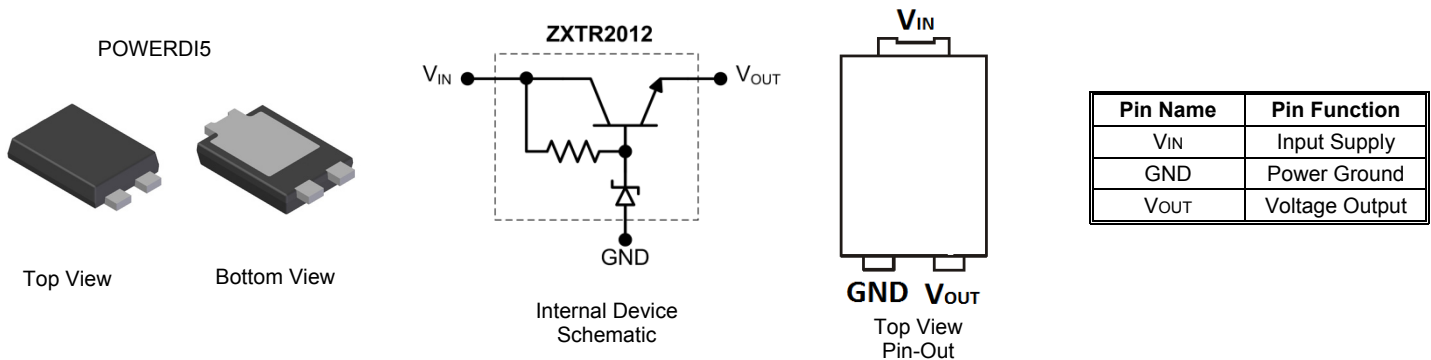 POWERDI5
Top View
Bottom View
ZXTR2012
VIN
VOUT
GND
Internal Device
Schematic
VIN
GND VOUT
Top View
Pin-Out
Pin Name Pin Function
VIN Input Supply
GND Power Ground
VOUT Voltage Output